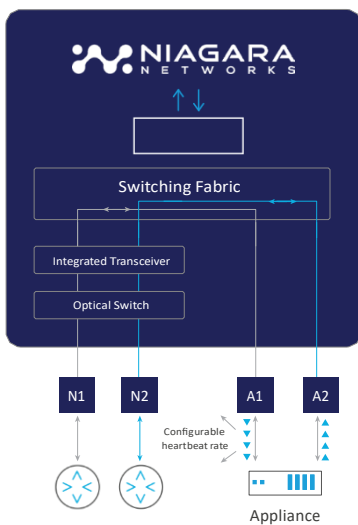 NIAGARA
NETWORKS
Switching Fabric
Integrated Transceiver
Optical Switch
N1
N2
A1
A2
Configurable
heartbeat rate
Appliance